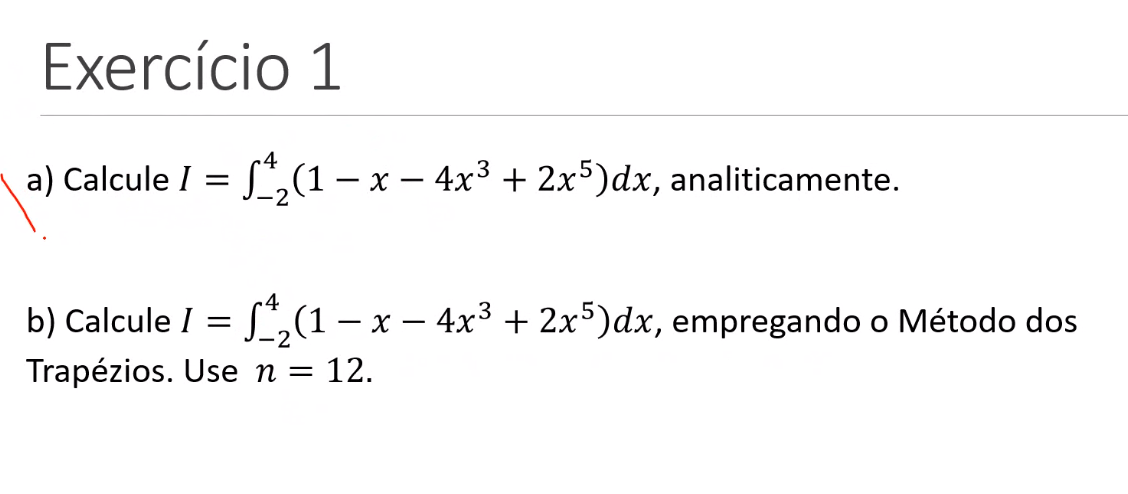 Exercício 1
a) Calcule 𝐼 = ∫₋₂⁴(1 − 𝑥 − 4𝑥³ + 2𝑥⁵)𝑑𝑥, analiticamente.
b) Calcule 𝐼 = ∫₋₂⁴(1 − 𝑥 − 4𝑥³ + 2𝑥⁵)𝑑𝑥, empregando o Método dos
Trapézios. Use 𝑛 = 12.